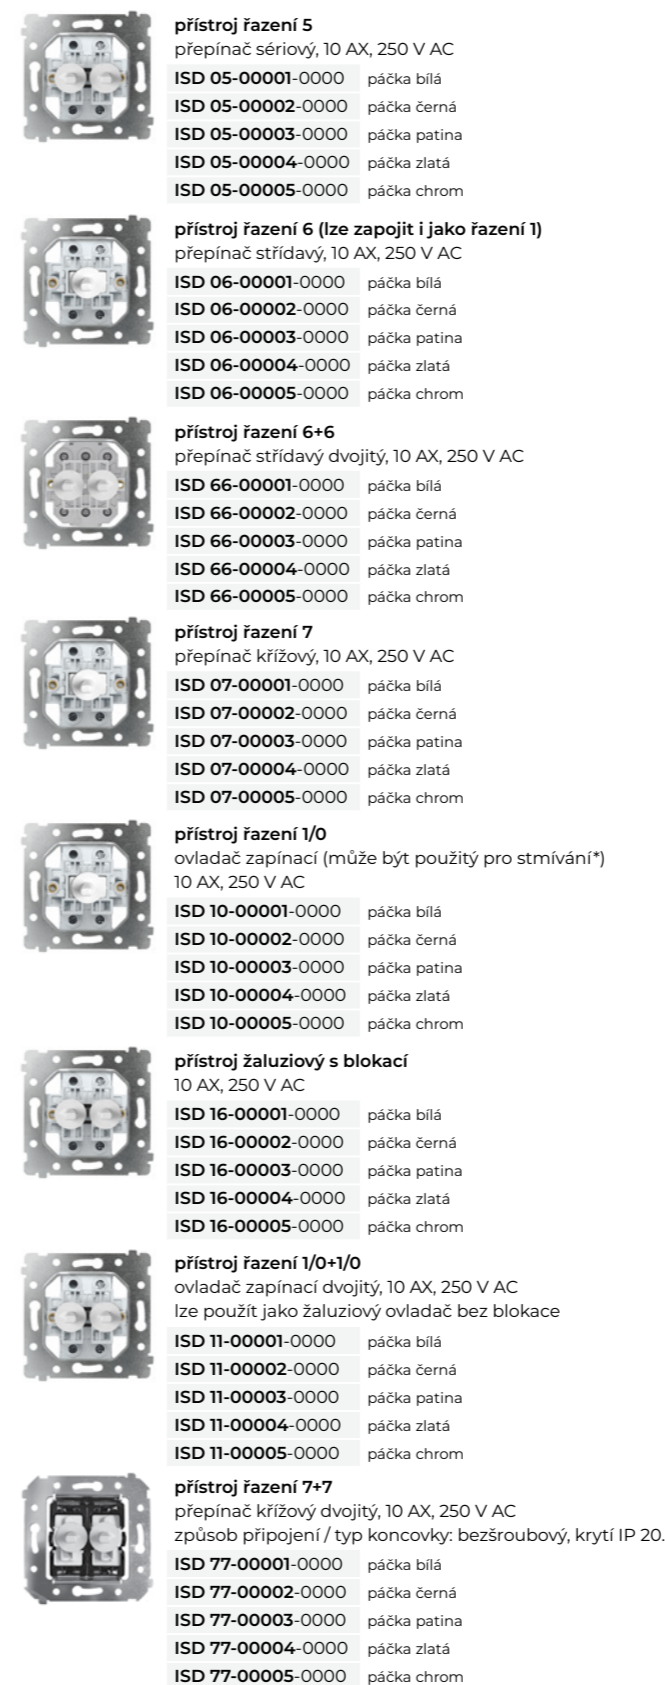 přístroj řazení 5
přepínač sériový, 10 AX, 250 V AC
ISD 05-00001-0000 páčka bílá
ISD 05-00002-0000 páčka černá
ISD 05-00003-0000 páčka patina
ISD 05-00004-0000 páčka zlatá
ISD 05-00005-0000 páčka chrom
přístroj řazení 6 (lze zapojit i jako řazení 1)
přepínač střídavý, 10 AX, 250 V AC
ISD 06-00001-0000 páčka bílá
ISD 06-00002-0000 páčka černá
ISD 06-00003-0000 páčka patina
ISD 06-00004-0000 páčka zlatá
ISD 06-00005-0000 páčka chrom
přístroj řazení 6+6
přepínač střídavý dvojitý, 10 AX, 250 V AC
ISD 66-00001-0000 páčka bílá
ISD 66-00002-0000 páčka černá
ISD 66-00003-0000 páčka patina
ISD 66-00004-0000 páčka zlatá
ISD 66-00005-0000 páčka chrom
přístroj řazení 7
přepínač křížový, 10 AX, 250 V AC
ISD 07-00001-0000 páčka bílá
ISD 07-00002-0000 páčka černá
ISD 07-00003-0000 páčka patina
ISD 07-00004-0000 páčka zlatá
ISD 07-00005-0000 páčka chrom
přístroj řazení 1/0
ovladač zapínací (může být použitý pro stmívání*)
10 AX, 250 V AC
ISD 10-00001-0000 páčka bílá
ISD 10-00002-0000 páčka černá
ISD 10-00003-0000 páčka patina
ISD 10-00004-0000 páčka zlatá
ISD 10-00005-0000 páčka chrom
přístroj žaluziový s blokací
10 AX, 250 V AC
ISD 16-00001-0000 páčka bílá
ISD 16-00002-0000 páčka černá
ISD 16-00003-0000 páčka patina
ISD 16-00004-0000 páčka zlatá
ISD 16-00005-0000 páčka chrom
přístroj řazení 1/0+1/0
ovladač zapínací dvojitý, 10 AX, 250 V AC
lze použít jako žaluziový ovladač bez blokace
ISD 11-00001-0000 páčka bílá
ISD 11-00002-0000 páčka černá
ISD 11-00003-0000 páčka patina
ISD 11-00004-0000 páčka zlatá
ISD 11-00005-0000 páčka chrom
přístroj řazení 7+7
přepínač křížový dvojitý, 10 AX, 250 V AC
způsob připojení / typ koncovky: bezšroubový, krytí IP 20.
ISD 77-00001-0000 páčka bílá
ISD 77-00002-0000 páčka černá
ISD 77-00003-0000 páčka patina
ISD 77-00004-0000 páčka zlatá
ISD 77-00005-0000 páčka chrom